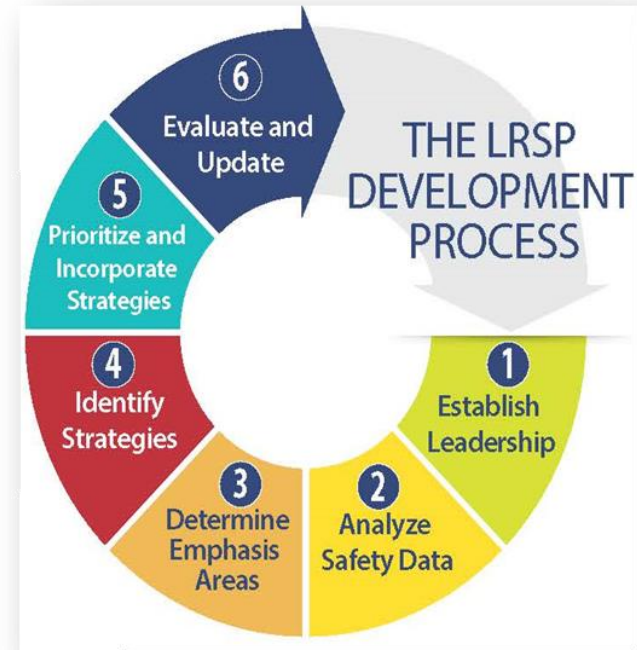 THE LRSP
DEVELOPMENT
PROCESS
1
Establish
Leadership
2
Analyze
Safety Data
3
Determine
Emphasis
Areas
4
Identify
Strategies
5
Prioritize and
Incorporate
Strategies
6
Evaluate and
Update